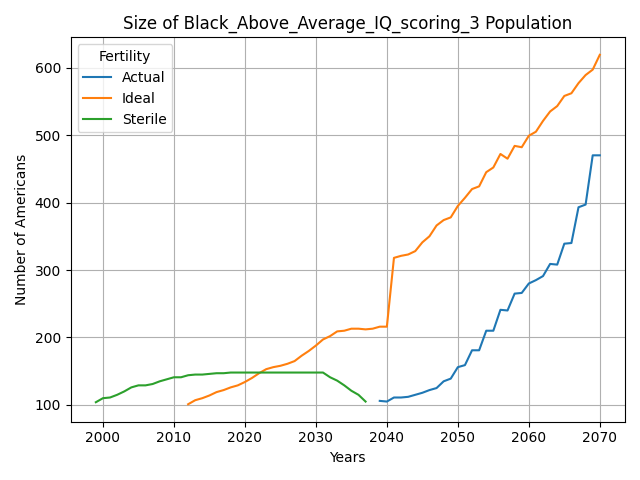 Size of Black_Above_Average_IQ_scoring_3 Population
Fertility
Actual
Ideal
Sterile
Number of Americans
600
500
400
300
200
100
2000 2010 2020 2030 2040 2050 2060 2070
Years